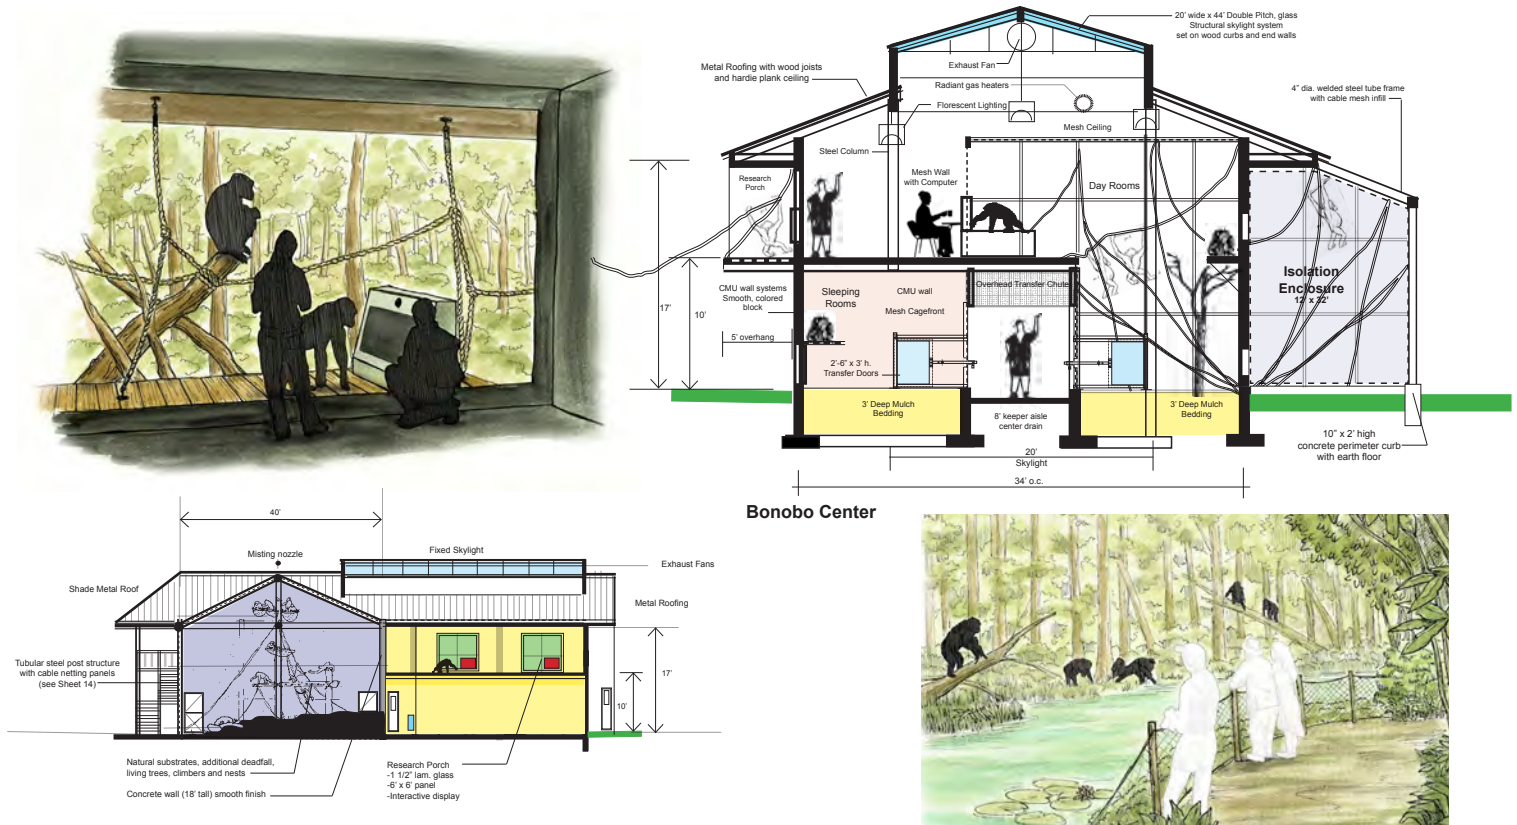 20' wide x 44' Double Pitch, glass
Structural skylight system
set on wood curbs and end walls
Exhaust Fan
Metal Roofing with wood joists
and hardie plank ceiling
Radiant gas heaters
4" dia. welded steel tube frame
with cable mesh infill
Florescent Lighting
Mesh Ceiling
Steel Column
Research
Porch
Mesh Wall
with Computer
Day Rooms
Isolation
Enclosure
12' x 32'
CMU wall systems
Smooth, colored
block
17'
10'
5' overhang
Sleeping
Rooms
CMU wall
Overhead Transfer Chute
Mesh Cagefront
2'-6" x 3' h.
Transfer Doors
3' Deep Mulch
Bedding
8' keeper aisle
center drain
3' Deep Mulch
Bedding
10" x 2' high
concrete perimeter curb
with earth floor
20'
Skylight
34' o.c.
Bonobo Center
40'
Misting nozzle
Fixed Skylight
Exhaust Fans
Shade Metal Roof
Metal Roofing
Tubular steel post structure
with cable netting panels
(see Sheet 14)
17'
10'
Natural substrates, additional deadfall,
living trees, climbers and nests
Concrete wall (18' tall) smooth finish
Research Porch
-1 1/2" lam. glass
-6' x 6' panel
-Interactive display